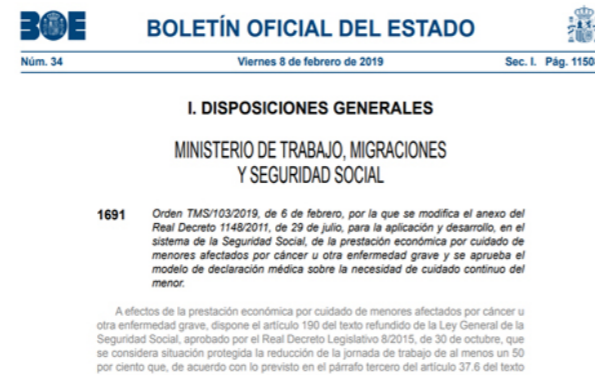 BOE
BOLETÍN OFICIAL DEL ESTADO
Núm. 34
Viernes 8 de febrero de 2019
Sec. I. Pág. 1150
I. DISPOSICIONES GENERALES
MINISTERIO DE TRABAJO, MIGRACIONES
Y SEGURIDAD SOCIAL
1691
Orden TMS/103/2019, de 6 de febrero, por la que se modifica el anexo del
Real Decreto 1148/2011, de 29 de julio, para la aplicación y desarrollo, en el
sistema de la Seguridad Social, de la prestación económica por cuidado de
menores afectados por cáncer u otra enfermedad grave y se aprueba el
modelo de declaración médica sobre la necesidad de cuidado continuo del
menor.
A efectos de la prestación económica por cuidado de menores afectados por cáncer u
otra enfermedad grave, dispone el artículo 190 del texto refundido de la Ley General de la
Seguridad Social, aprobado por el Real Decreto Legislativo 8/2015, de 30 de octubre, que
se considera situación protegida la reducción de la jornada de trabajo de al menos un 50
por ciento que, de acuerdo con lo previsto en el párrafo tercero del artículo 37.6 del texto